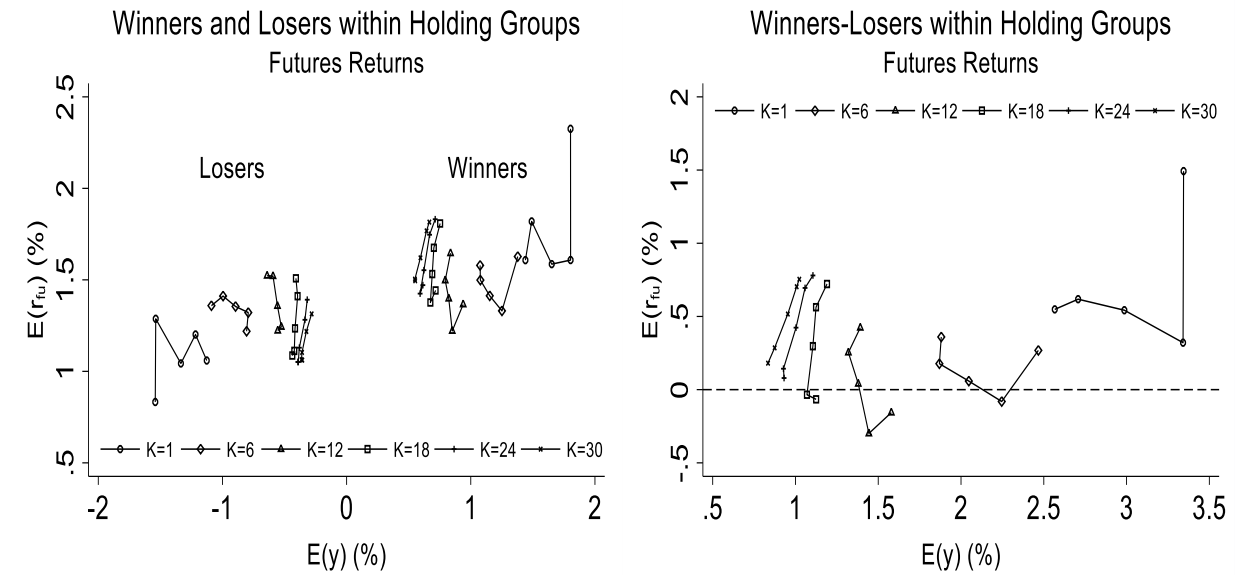 Winners and Losers within Holding Groups
Futures Returns
E(rfu) (%)
2.5
2
1.5
1
.5
Losers
Winners
K=1 K=6 K=12 K=18 K=24 K=30
-2 -1 0 1 2
E(y) (%)
Winners-Losers within Holding Groups
Futures Returns
E(rfu) (%)
2
1.5
1
.5
0
-.5
K=1 K=6 K=12 K=18 K=24 K=30
.5 1 1.5 2 2.5 3 3.5
E(y) (%)